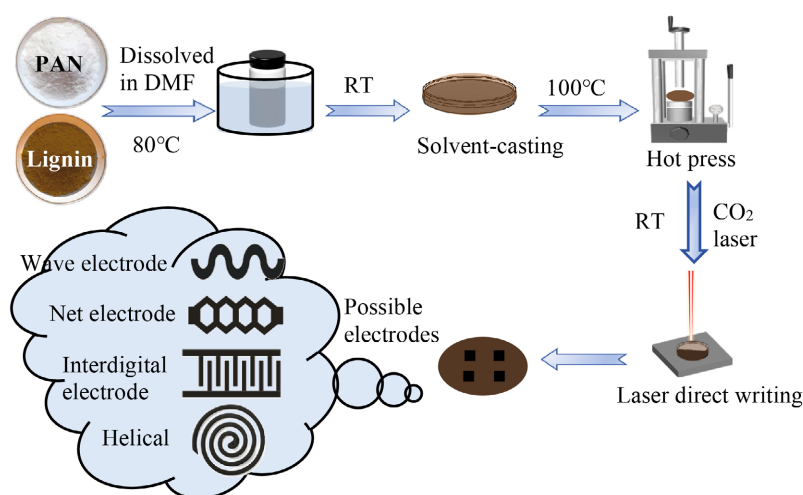 PAN
Lignin
Dissolved
in DMF
80℃
RT
Solvent-casting
100℃
Hot press
RT
CO₂
laser
Laser direct writing
Possible
electrodes
Wave electrode
Net electrode
Interdigital
electrode
Helical